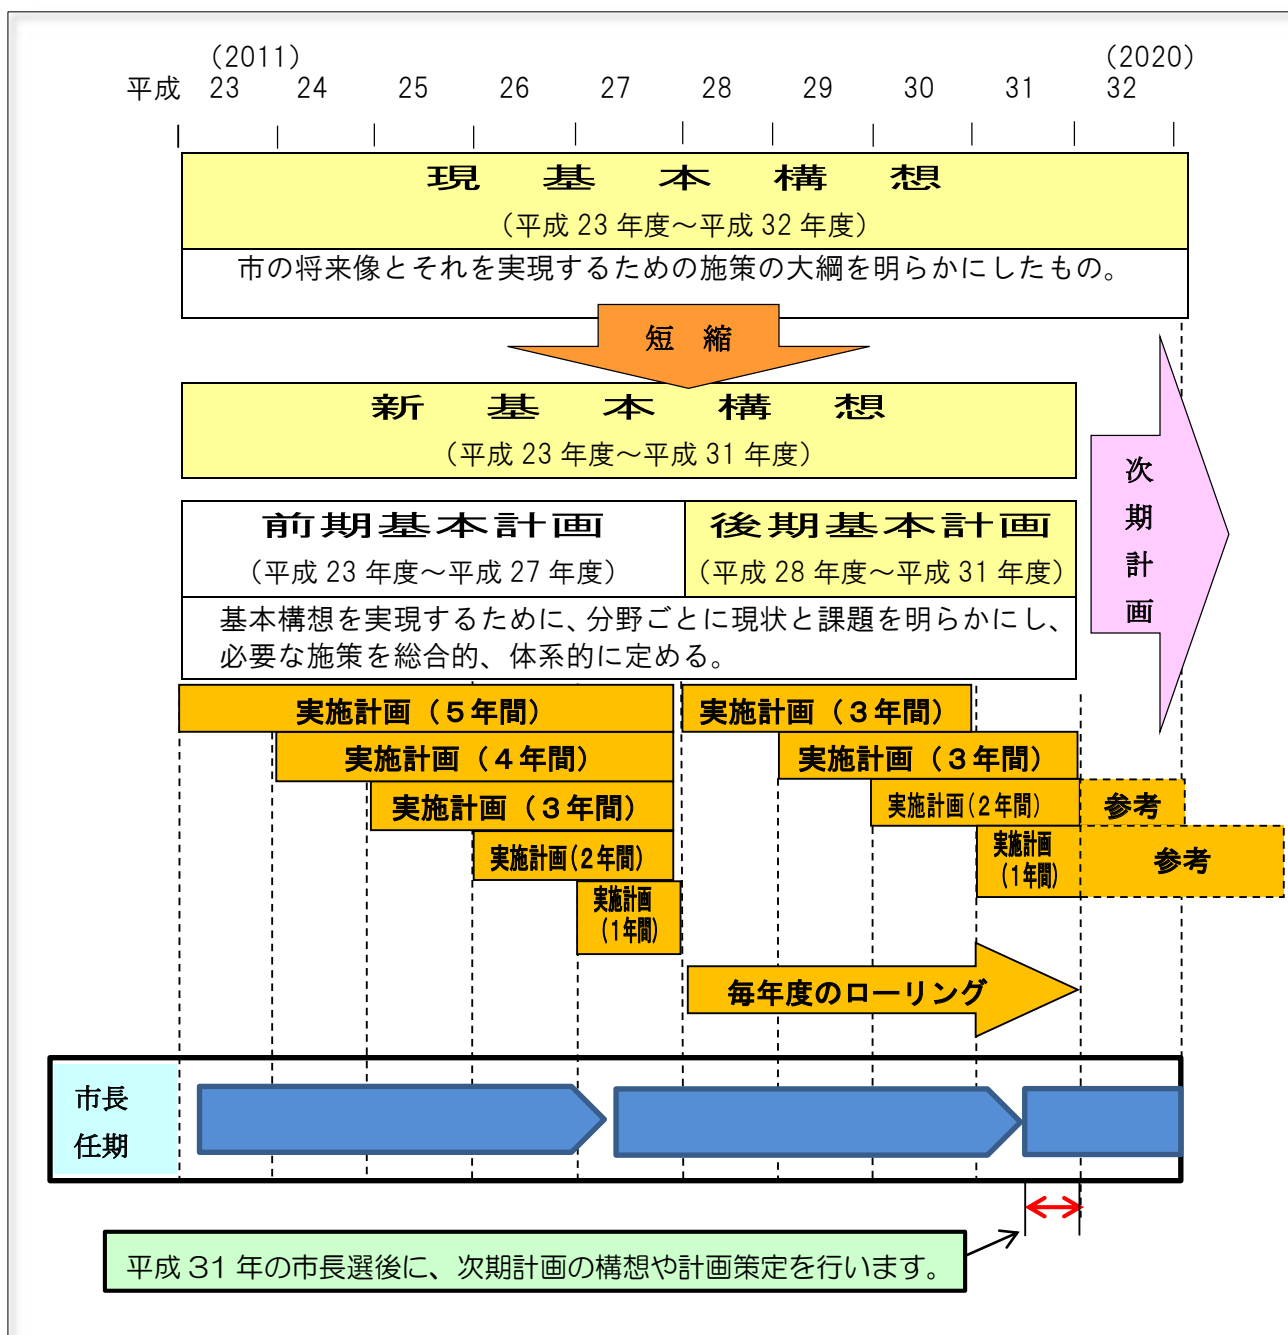 （2011）
（2020）
平成 23 24 25 26 27 28 29 30 31 32
現基本構想
（平成 23 年度～平成 32 年度）
市の将来像とそれを実現するための施策の大綱を明らかにしたもの。
短縮
新基本構想
（平成 23 年度～平成 31 年度）
次期計画
前期基本計画
（平成 23 年度～平成 27 年度）
後期基本計画
（平成 28 年度～平成 31 年度）
基本構想を実現するために、分野ごとに現状と課題を明らかにし、
必要な施策を総合的、体系的に定める。
実施計画（５年間）
実施計画（３年間）
実施計画（４年間）
実施計画（３年間）
実施計画（３年間）
実施計画（２年間）
参考
実施計画（２年間）
実施計画
（１年間）
参考
実施計画
（１年間）
毎年度のローリング
市長
任期
平成 31 年の市長選後に、次期計画の構想や計画策定を行います。